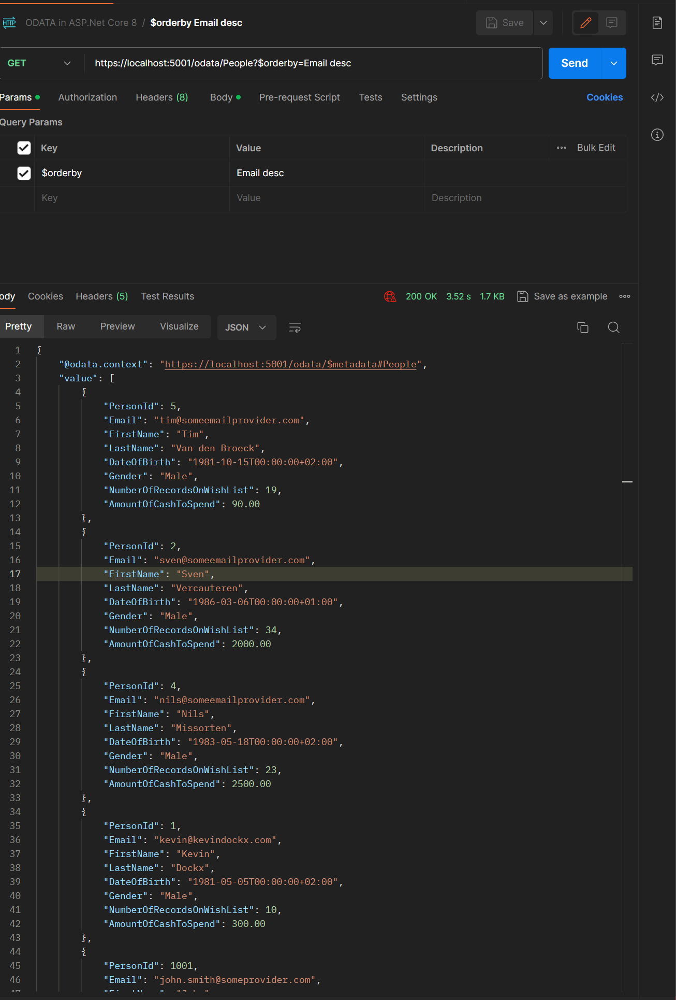 HTTP ODATA in ASP.Net Core 8 / $orderby Email desc Save
GET https://localhost:5001/odata/People?$orderby=Email desc Send
Params Authorization Headers (8) Body Pre-request Script Tests Settings Cookies
Query Params
Key Value Description Bulk Edit
$orderby Email desc
Key Value Description
ody Cookies Headers (5) Test Results 200 OK 3.52 s 1.7 KB Save as example
Pretty Raw Preview Visualize JSON
1 {
2 "@odata.context": "https://localhost:5001/odata/$metadata#People",
3 "value": [
4 {
5 "PersonId": 5,
6 "Email": "tim@someemailprovider.com",
7 "FirstName": "Tim",
8 "LastName": "Van den Broeck",
9 "DateOfBirth": "1981-10-15T00:00:00+02:00",
10 "Gender": "Male",
11 "NumberOfRecordsOnWishList": 19,
12 "AmountOfCashToSpend": 90.00
13 },
14 {
15 "PersonId": 2,
16 "Email": "sven@someemailprovider.com",
17 "FirstName": "Sven",
18 "LastName": "Vercauteren",
19 "DateOfBirth": "1986-03-06T00:00:00+01:00",
20 "Gender": "Male",
21 "NumberOfRecordsOnWishList": 34,
22 "AmountOfCashToSpend": 2000.00
23 },
24 {
25 "PersonId": 4,
26 "Email": "nils@someemailprovider.com",
27 "FirstName": "Nils",
28 "LastName": "Missorten",
29 "DateOfBirth": "1983-05-18T00:00:00+02:00",
30 "Gender": "Male",
31 "NumberOfRecordsOnWishList": 23,
32 "AmountOfCashToSpend": 2500.00
33 },
34 {
35 "PersonId": 1,
36 "Email": "kevin@kevindockx.com",
37 "FirstName": "Kevin",
38 "LastName": "Dockx",
39 "DateOfBirth": "1981-05-05T00:00:00+02:00",
40 "Gender": "Male",
41 "NumberOfRecordsOnWishList": 10,
42 "AmountOfCashToSpend": 300.00
43 },
44 {
45 "PersonId": 1001,
46 "Email": "john.smith@someprovider.com",